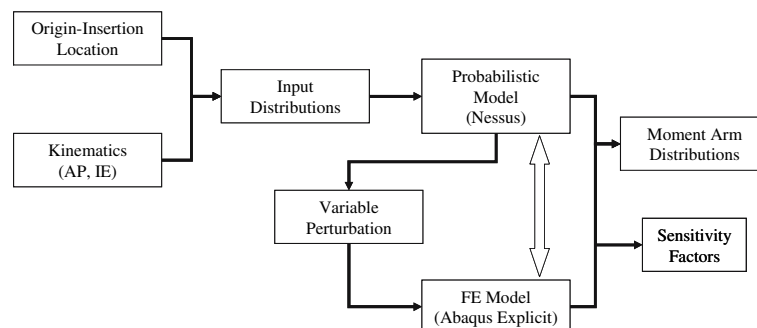 Origin-Insertion
Location
Kinematics
(AP, IE)
Input
Distributions
Probabilistic
Model
(Nessus)
Variable
Perturbation
FE Model
(Abaqus Explicit)
Moment Arm
Distributions
Sensitivity
Factors